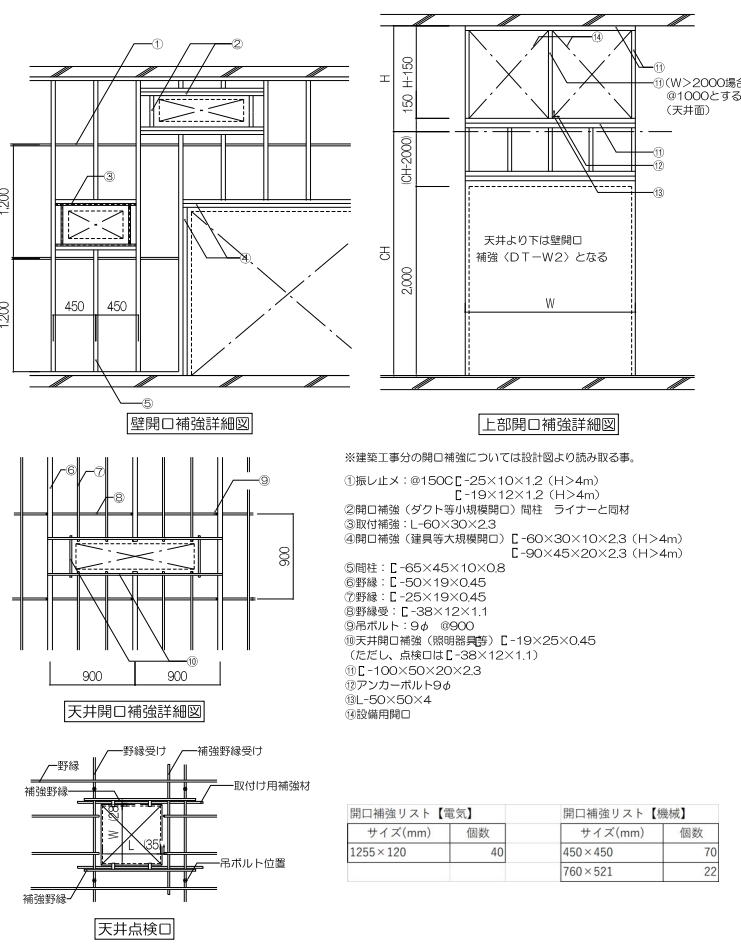 ①
②
③
④
⑤
1,200
1,200
450
450
壁開口補強詳細図
⑭
⑪
⑪(W>2000場合
@1000とする
(天井面)
⑪
⑫
⑬
H
H-150
150
(CH-2000)
CH
2,000
天井より下は壁開口
補強〈DT-W2〉となる
W
上部開口補強詳細図
⑥
⑦
⑧
⑨
⑩
900
900
900
天井開口補強詳細図
※建築工事分の開口補強については設計図より読み取る事。
①振し止メ:@150C[-25×10×1.2(H>4m)
[-19×12×1.2(H>4m)
②開口補強(ダクト等小規模開口)間柱 ライナーと同材
③取付補強:L-60×30×2.3
④開口補強(建具等大規模開口)[-60×30×10×2.3(H>4m)
[-90×45×20×2.3(H>4m)
⑤間柱:[-65×45×10×0.8
⑥野縁:[-50×19×0.45
⑦野縁:[-25×19×0.45
⑧野縁受:[-38×12×1.1
⑨吊ボルト:9φ @900
⑩天井開口補強(照明器具等)[-19×25×0.45
(ただし、点検口は[-38×12×1.1)
⑪[-100×50×20×2.3
⑫アンカーボルト9φ
⑬L-50×50×4
⑭設備用開口
野縁受け
補強野縁受け
野縁
補強野縁
取付け用補強材
W
L
(35)
吊ボルト位置
補強野縁
天井点検口
開口補強リスト【電気】
サイズ(mm) 個数
1255×120 40
開口補強リスト【機械】
サイズ(mm) 個数
450×450 70
760×521 22